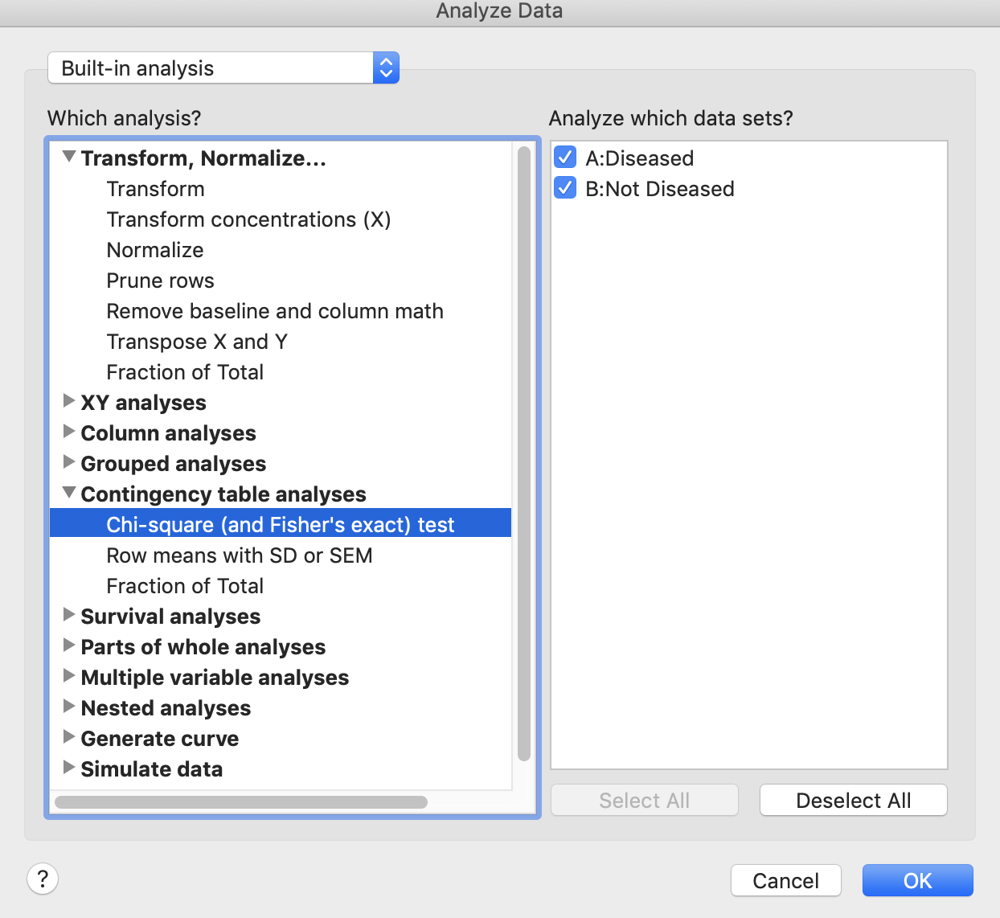 Analyze Data
Built-in analysis
Which analysis?
Transform, Normalize...
Transform
Transform concentrations (X)
Normalize
Prune rows
Remove baseline and column math
Transpose X and Y
Fraction of Total
XY analyses
Column analyses
Grouped analyses
Contingency table analyses
Chi-square (and Fisher's exact) test
Row means with SD or SEM
Fraction of Total
Survival analyses
Parts of whole analyses
Multiple variable analyses
Nested analyses
Generate curve
Simulate data
Analyze which data sets?
A:Diseased
B:Not Diseased
Select All
Deselect All
?
Cancel
OK